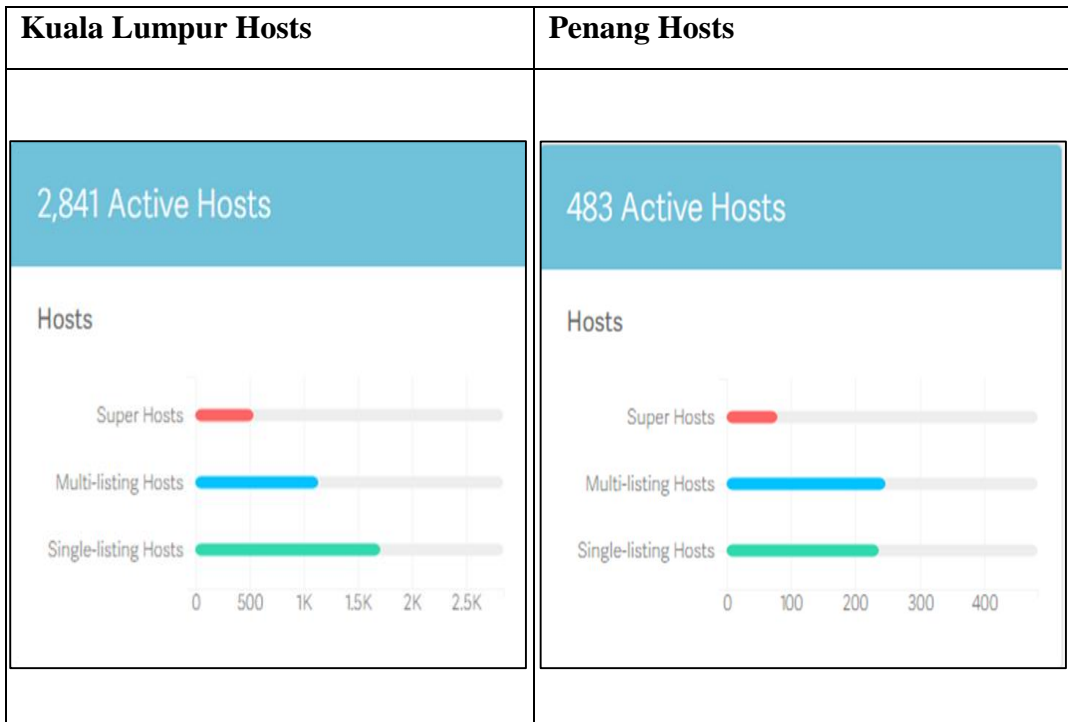 Kuala Lumpur Hosts
Penang Hosts
2,841 Active Hosts
Hosts
Super Hosts
Multi-listing Hosts
Single-listing Hosts
0 500 1K 1.5K 2K 2.5K
483 Active Hosts
Hosts
Super Hosts
Multi-listing Hosts
Single-listing Hosts
0 100 200 300 400